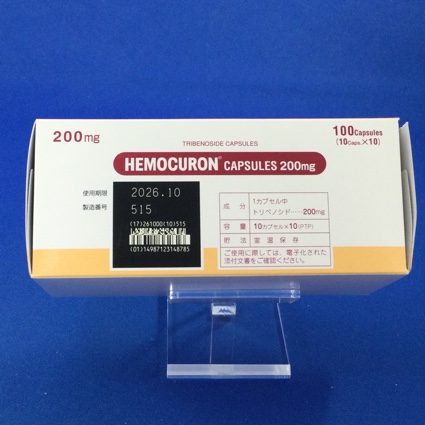 200mg
100Capsules
(10Caps.×10)
TRIBENOSIDE CAPSULES
HEMOCURON® CAPSULES 200mg
使用期限 2026.10
製造番号 515
(17)261000(10)515
(01)14987123148785
成 分 1カプセル中
トリベノシド……200mg
容 量 10カプセル×10(PTP)
貯 法 室温保存
ご使用に際しては、電子化された
添付文書をご確認ください。